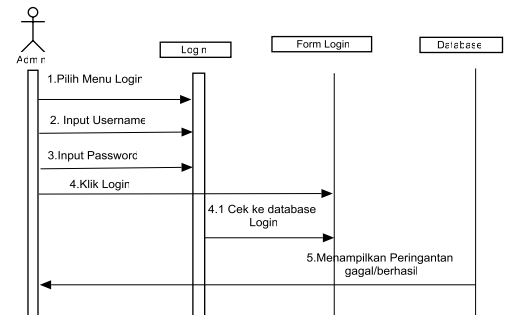 Admin
Login
Form Login
Database
1.Pilih Menu Login
2. Input Username
3.Input Password
4.Klik Login
4.1 Cek ke database
Login
5.Menampilkan Peringantan
gagal/berhasil